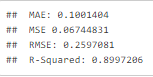 ## MAE: 0.1001404
## MSE 0.06744831
## RMSE: 0.2597081
## R-Squared: 0.8997206